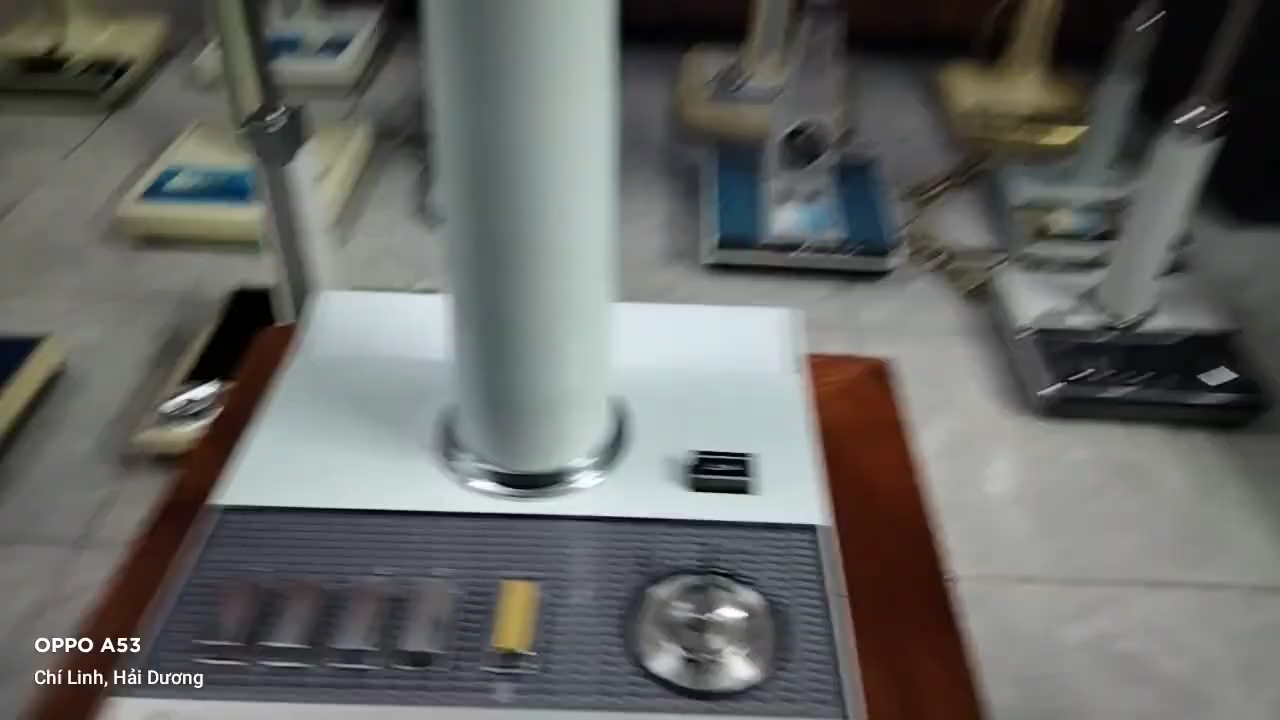 OPPO A53
Chí Linh, Hải Dương